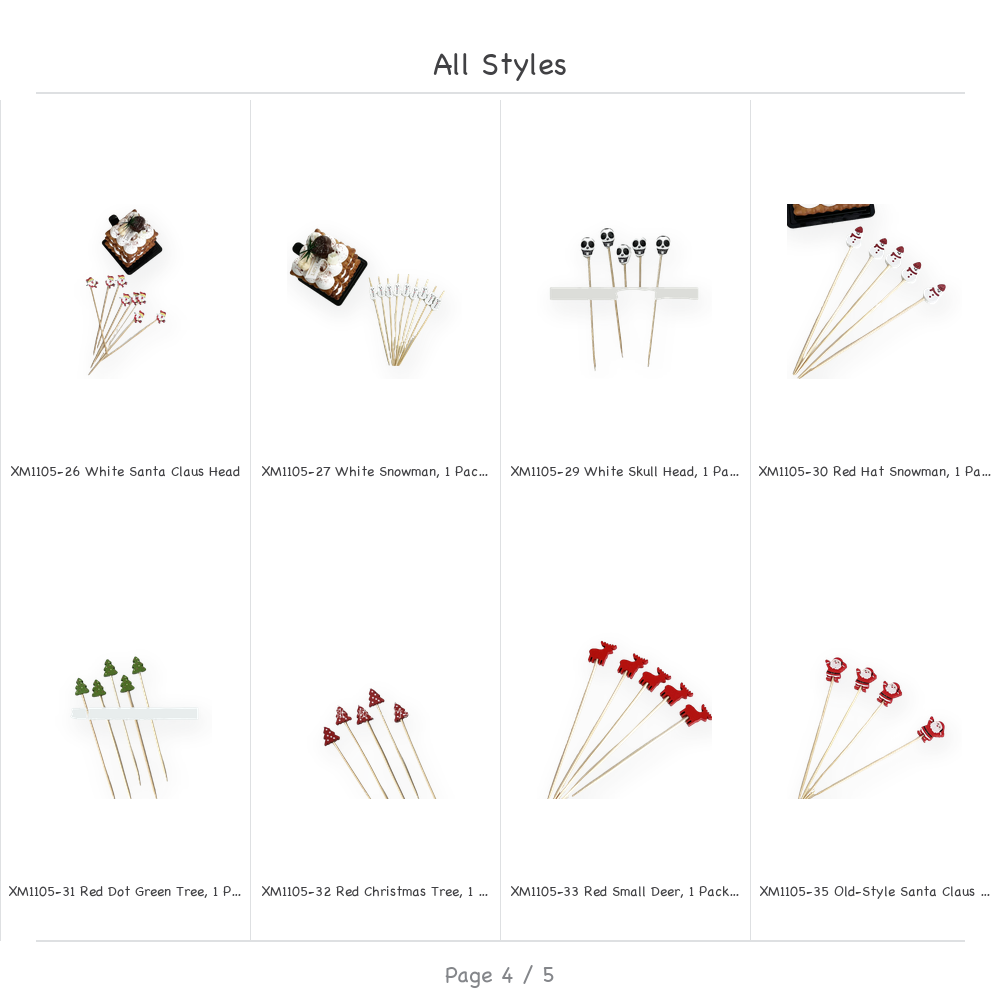 All Styles
XM1105-26 White Santa Claus Head
XM1105-27 White Snowman, 1 Pac...
XM1105-29 White Skull Head, 1 Pa...
XM1105-30 Red Hat Snowman, 1 Pa...
XM1105-31 Red Dot Green Tree, 1 P...
XM1105-32 Red Christmas Tree, 1 ...
XM1105-33 Red Small Deer, 1 Pack...
XM1105-35 Old-Style Santa Claus ...
Page 4 / 5